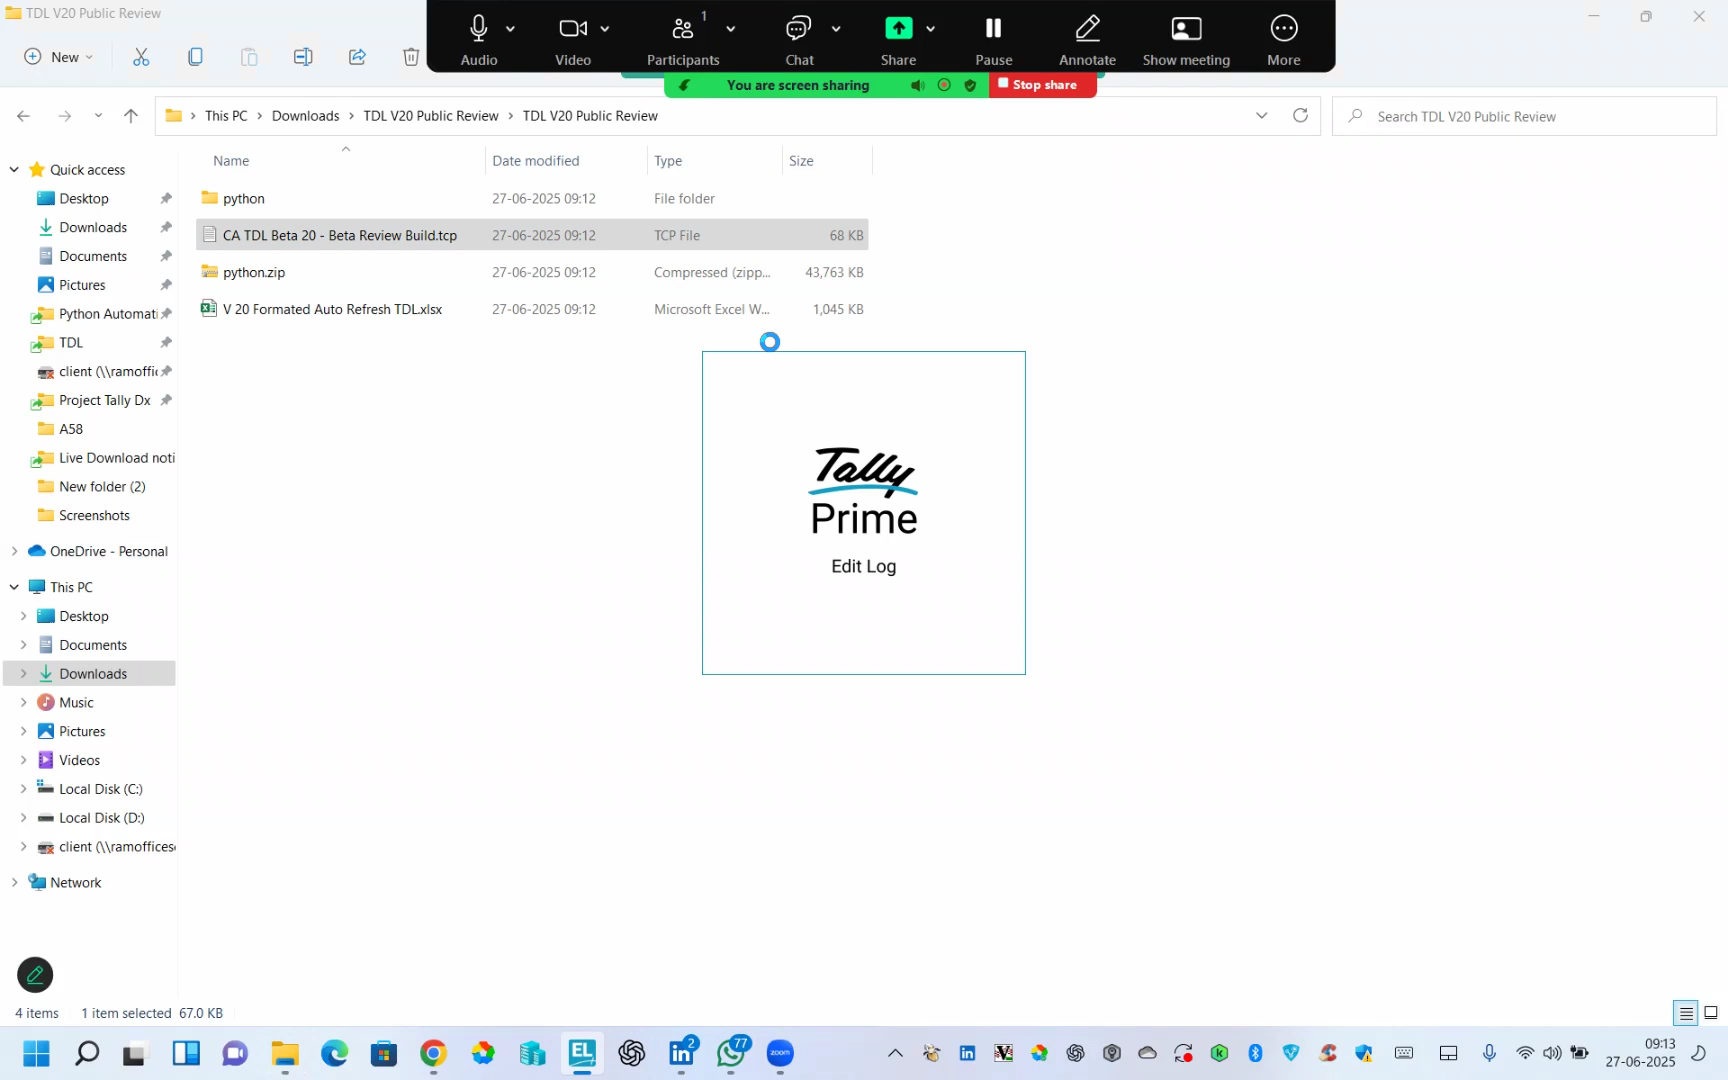 TDL V20 Public Review
New
Audio
Video
1
Participants
Chat
Share
Pause
Annotate
Show meeting
More
You are screen sharing
Stop share
This PC > Downloads > TDL V20 Public Review > TDL V20 Public Review
Search TDL V20 Public Review
Name Date modified Type Size
python 27-06-2025 09:12 File folder
CA TDL Beta 20 - Beta Review Build.tcp 27-06-2025 09:12 TCP File 68 KB
python.zip 27-06-2025 09:12 Compressed (zipp... 43,763 KB
V 20 Formated Auto Refresh TDL.xlsx 27-06-2025 09:12 Microsoft Excel W... 1,045 KB
Quick access
Desktop
Downloads
Documents
Pictures
Python Automati
TDL
client (\\ramoffic
Project Tally Dx
A58
Live Download noti
New folder (2)
Screenshots
OneDrive - Personal
This PC
Desktop
Documents
Downloads
Music
Pictures
Videos
Local Disk (C:)
Local Disk (D:)
client (\\ramofficese
Network
Tally
Prime
Edit Log
4 items 1 item selected 67.0 KB
EL
2
in
77
zoom
in
K
09:13
27-06-2025